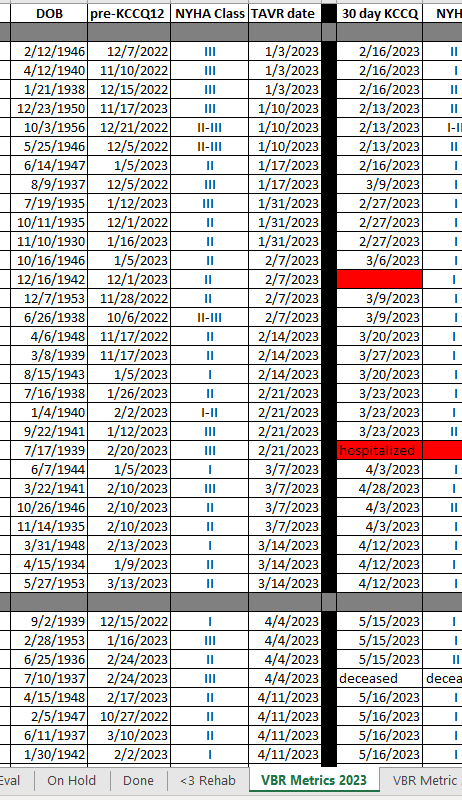 DOB pre-KCCQ12 NYHA Class TAVR date 30 day KCCQ NYH
2/12/1946 12/7/2022 III 1/3/2023 2/16/2023 II
4/12/1940 11/10/2022 III 1/3/2023 2/16/2023 I
1/21/1938 12/15/2022 III 1/3/2023 2/16/2023 II
12/23/1950 11/17/2023 III 1/10/2023 2/13/2023 II
10/3/1956 12/21/2022 II-III 1/10/2023 2/13/2023 I-II
5/25/1946 12/5/2022 II-III 1/10/2023 2/13/2023 II
6/14/1947 1/5/2023 II 1/17/2023 2/16/2023 I
8/9/1937 12/5/2022 III 1/17/2023 3/9/2023 I
7/19/1935 1/12/2023 III 1/31/2023 2/27/2023 I
10/11/1935 12/1/2022 II 1/31/2023 2/27/2023 I
11/10/1930 1/16/2023 II 1/31/2023 2/27/2023 I
10/16/1946 1/5/2023 II 2/7/2023 3/6/2023 I
12/16/1942 12/1/2023 II 2/7/2023 I
12/7/1953 11/28/2022 II 2/7/2023 3/9/2023 I
6/26/1938 10/6/2022 II-III 2/7/2023 3/9/2023 I
4/6/1948 11/17/2022 II 2/14/2023 3/20/2023 I
3/8/1939 11/17/2023 II 2/14/2023 3/27/2023 I
8/15/1943 1/5/2023 I 2/14/2023 3/20/2023 I
7/16/1938 1/26/2023 II 2/21/2023 3/23/2023 I
1/4/1940 2/2/2023 I-II 2/21/2023 3/23/2023 I
9/22/1941 1/12/2023 III 2/21/2023 3/23/2023 II
7/17/1939 2/20/2023 III 2/21/2023 hospitalized
6/7/1944 1/5/2023 I 3/7/2023 4/3/2023 I
3/22/1941 2/10/2023 III 3/7/2023 4/28/2023 I
10/26/1946 2/10/2023 II 3/7/2023 4/3/2023 II
11/14/1935 2/10/2023 II 3/7/2023 4/3/2023 I
3/31/1948 2/13/2023 I 3/14/2023 4/12/2023 I
4/15/1934 1/9/2023 II 3/14/2023 4/12/2023 I
5/27/1953 3/13/2023 II 3/14/2023 4/12/2023 I
9/2/1939 12/15/2022 I 4/4/2023 5/15/2023 I
2/28/1953 1/16/2023 III 4/4/2023 5/15/2023 I
6/25/1936 2/24/2023 II 4/4/2023 5/15/2023 II
7/10/1937 2/24/2023 III 4/4/2023 deceased decea
4/15/1948 2/17/2023 II 4/11/2023 5/16/2023 I
2/5/1947 10/27/2022 II 4/11/2023 5/16/2023 I
6/11/1937 3/10/2023 II 4/11/2023 5/16/2023 I
1/30/1942 2/2/2023 I 4/11/2023 5/16/2023 I
Eval On Hold Done <3 Rehab VBR Metrics 2023 VBR Metric